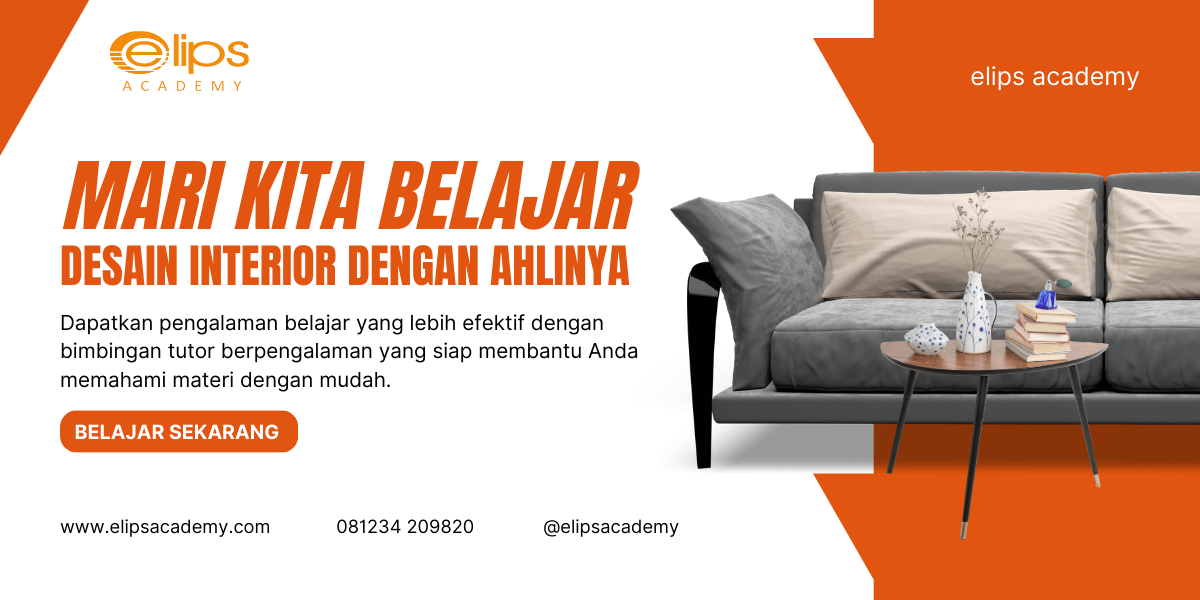 elips
ACADEMY
elips academy
MARI KITA BELAJAR
DESAIN INTERIOR DENGAN AHLINYA
Dapatkan pengalaman belajar yang lebih efektif dengan
bimbingan tutor berpengalaman yang siap membantu Anda
memahami materi dengan mudah.
BELAJAR SEKARANG
www.elipsacademy.com
081234 209820
@elipsacademy